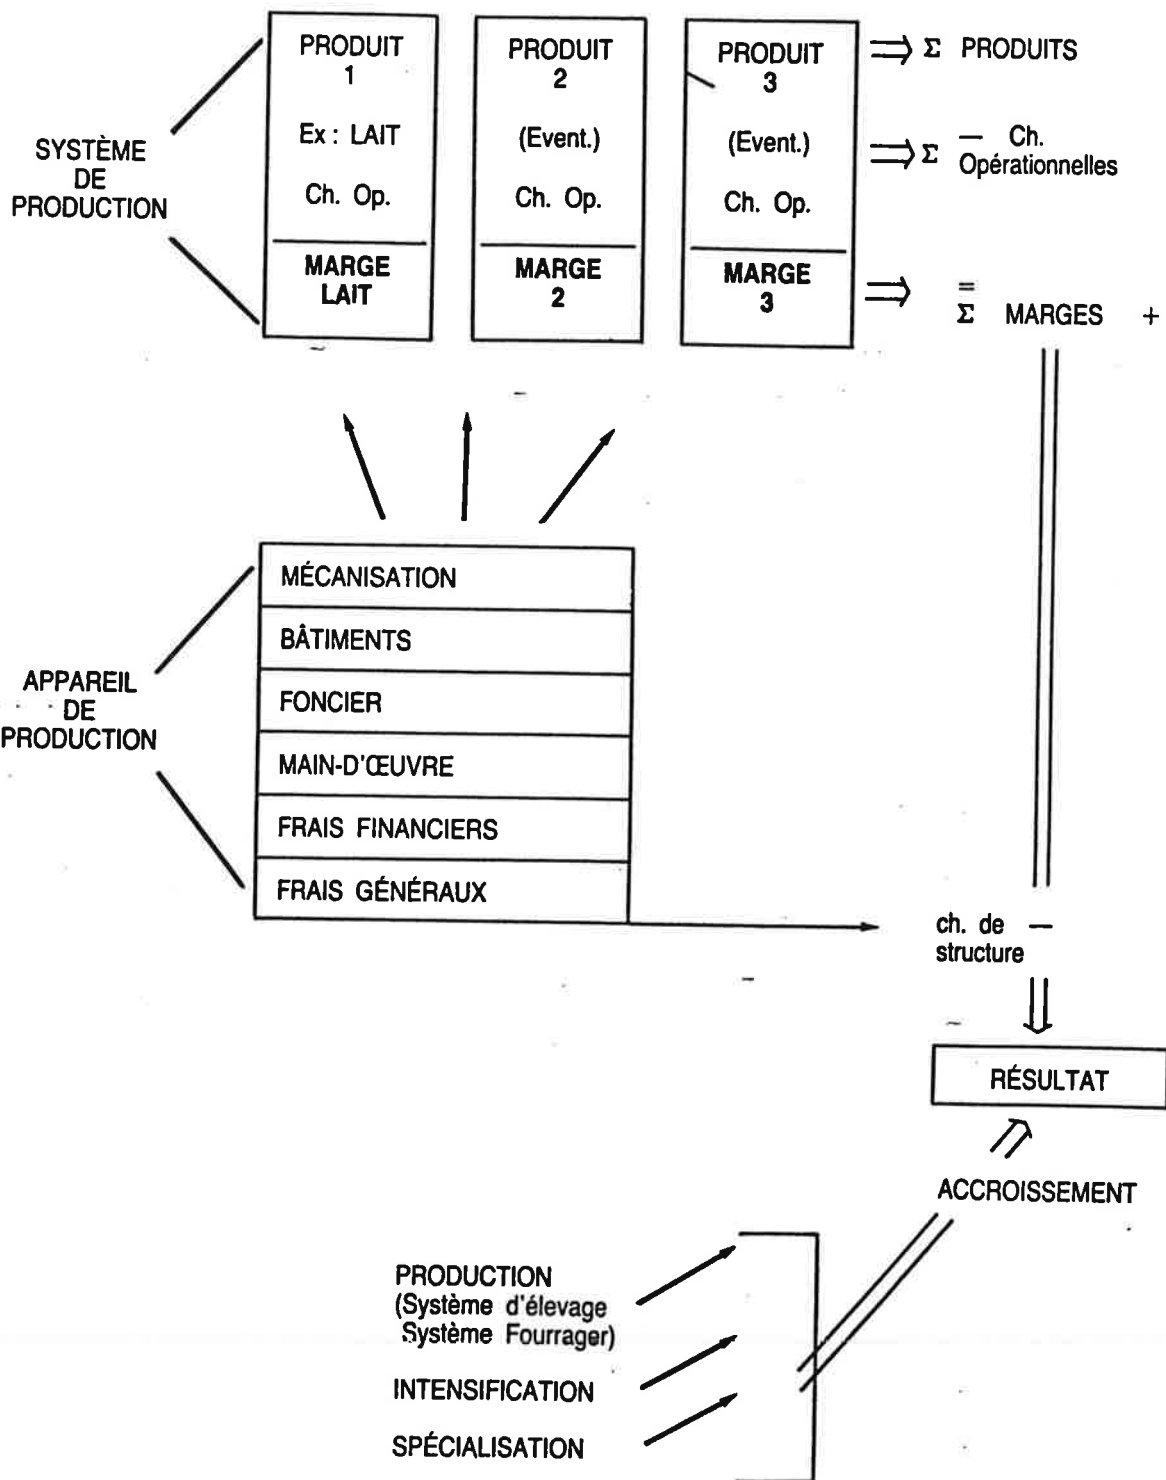 SYSTÈME
DE
PRODUCTION
PRODUIT
1
Ex : LAIT
Ch. Op.
MARGE
LAIT
PRODUIT
2
(Event.)
Ch. Op.
MARGE
2
PRODUIT
3
(Event.)
Ch. Op.
MARGE
3
Σ PRODUITS
Σ — Ch.
Opérationnelles
=
Σ MARGES +
APPAREIL
DE
PRODUCTION
MÉCANISATION
BÂTIMENTS
FONCIER
MAIN-D'ŒUVRE
FRAIS FINANCIERS
FRAIS GÉNÉRAUX
ch. de —
structure
RÉSULTAT
ACCROISSEMENT
PRODUCTION
(Système d'élevage
Système Fourrager)
INTENSIFICATION
SPÉCIALISATION